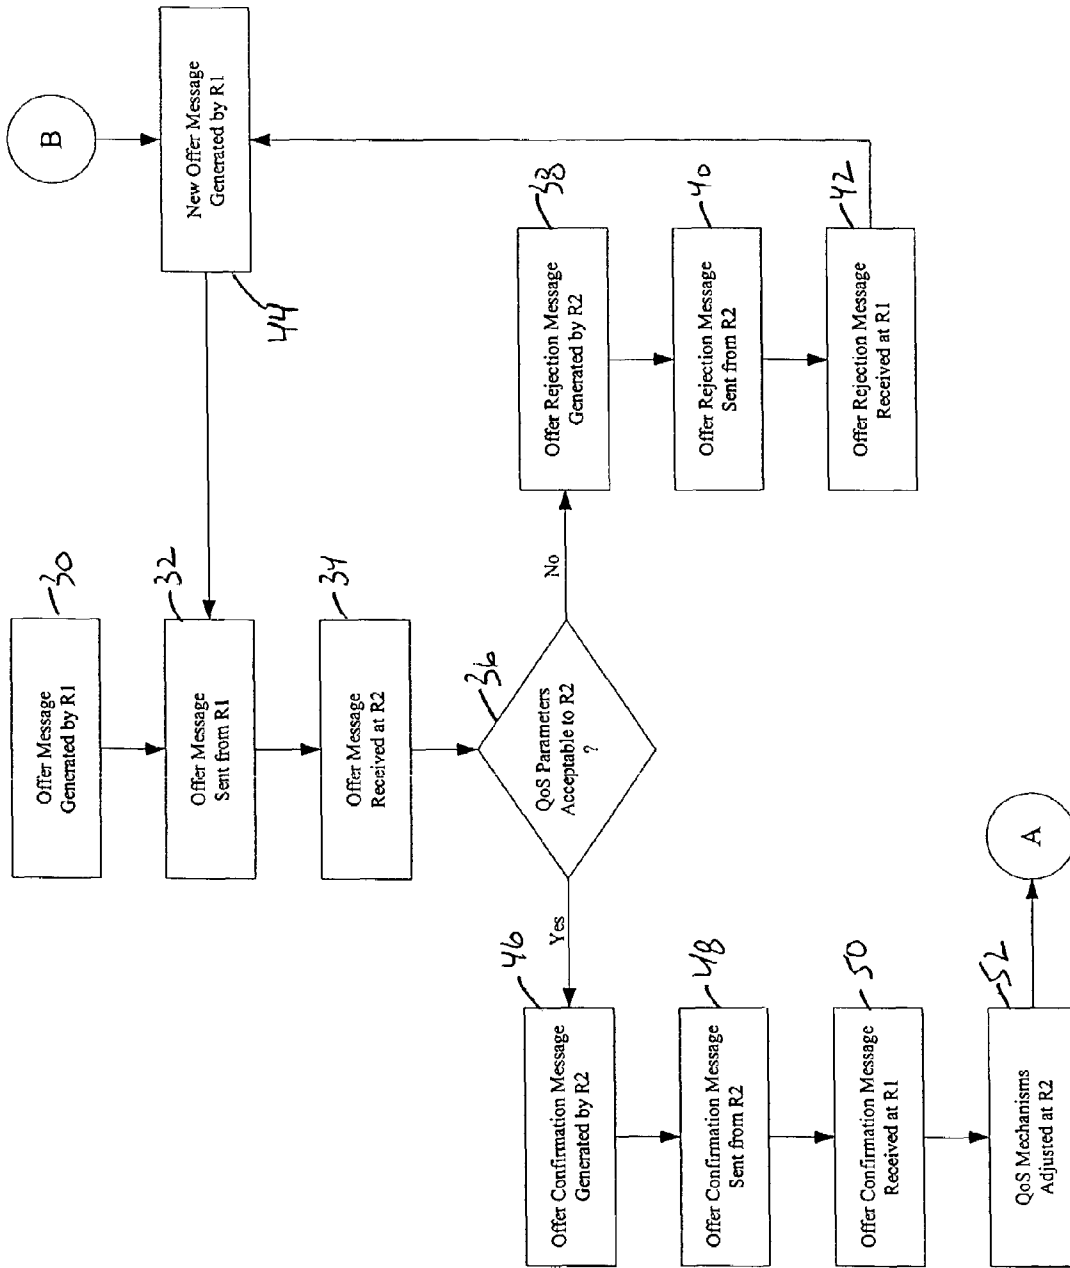 Offer Message
Generated by R1
30
Offer Message
Sent from R1
32
Offer Message
Received at R2
34
QoS Parameters
Acceptable to R2
?
36
Yes
No
Offer Confirmation Message
Generated by R2
46
Offer Confirmation Message
Sent from R2
48
Offer Confirmation Message
Received at R1
50
QoS Mechanisms
Adjusted at R2
52
A
Offer Rejection Message
Generated by R2
38
Offer Rejection Message
Sent from R2
40
Offer Rejection Message
Received at R1
42
B
New Offer Message
Generated by R1
44